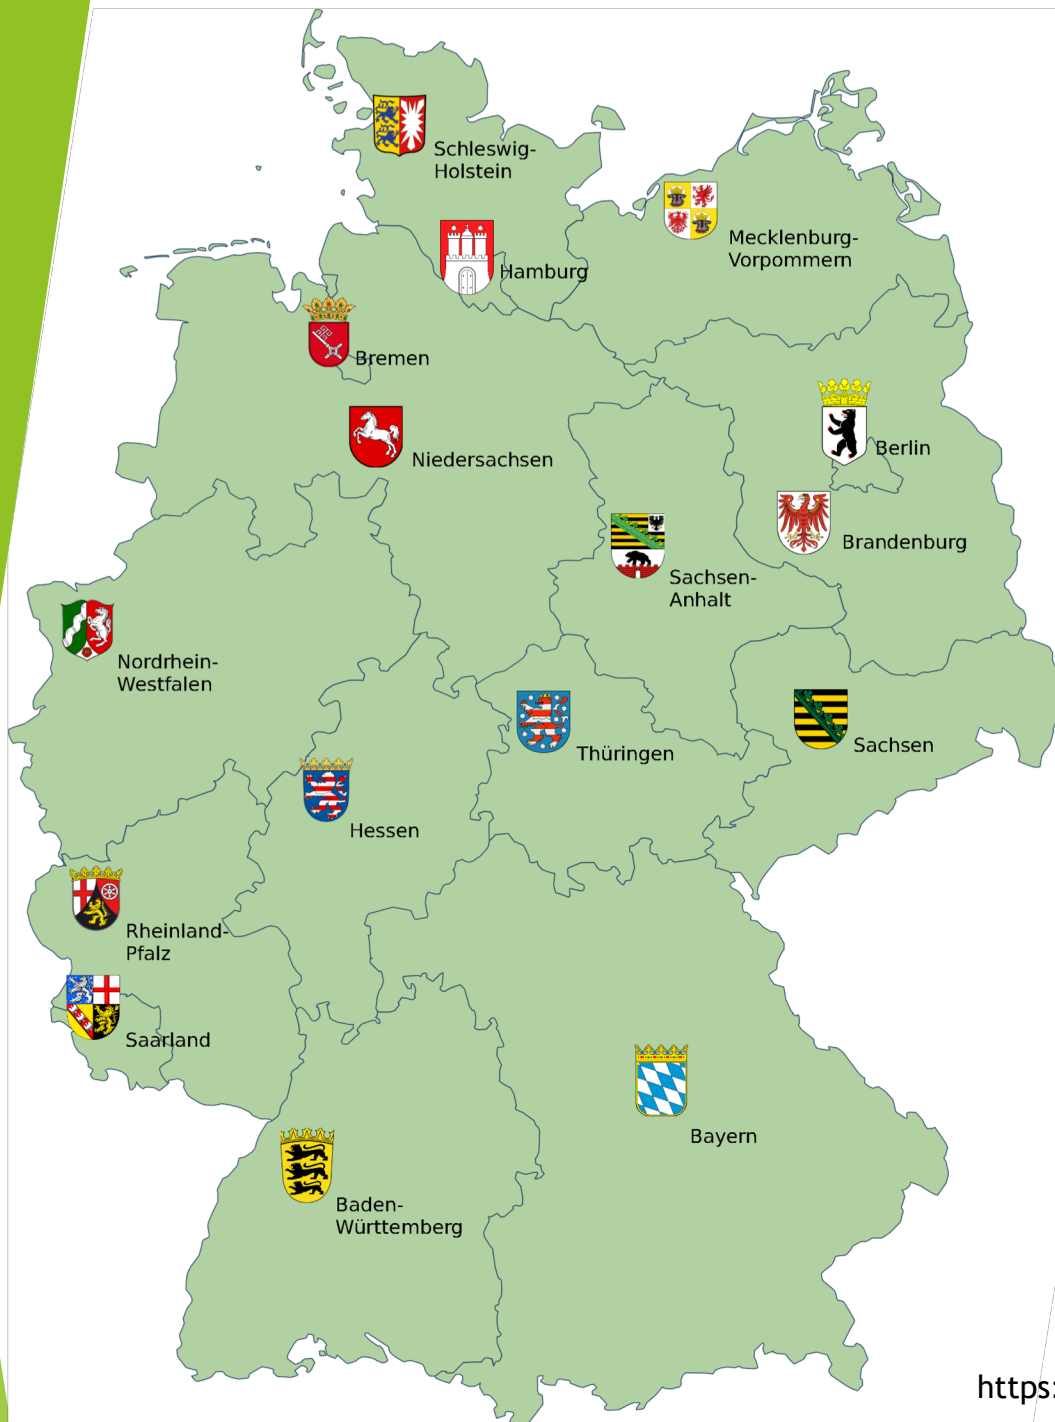 Schleswig-
Holstein
Mecklenburg-
Vorpommern
Hamburg
Bremen
Berlin
Niedersachsen
Brandenburg
Sachsen-
Anhalt
Nordrhein-
Westfalen
Sachsen
Thüringen
Hessen
Rheinland-
Pfalz
Saarland
Bayern
Baden-
Württemberg
https: